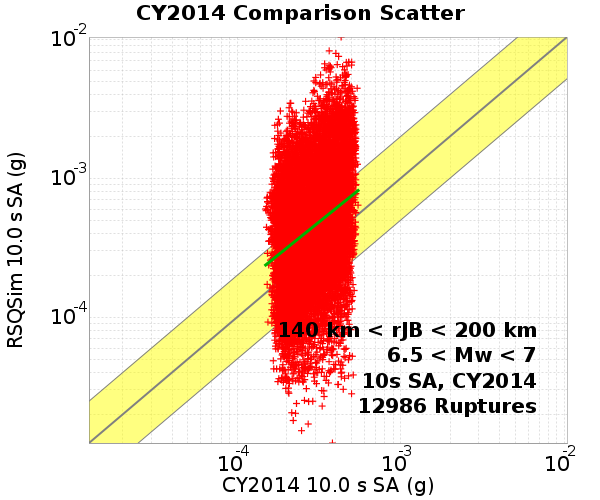 CY2014 Comparison Scatter
RSQSim 10.0 s SA (g)
10-2
10-3
10-4
140 km < rJB < 200 km
6.5 < Mw < 7
10s SA, CY2014
12986 Ruptures
10-4 10-3 10-2
CY2014 10.0 s SA (g)